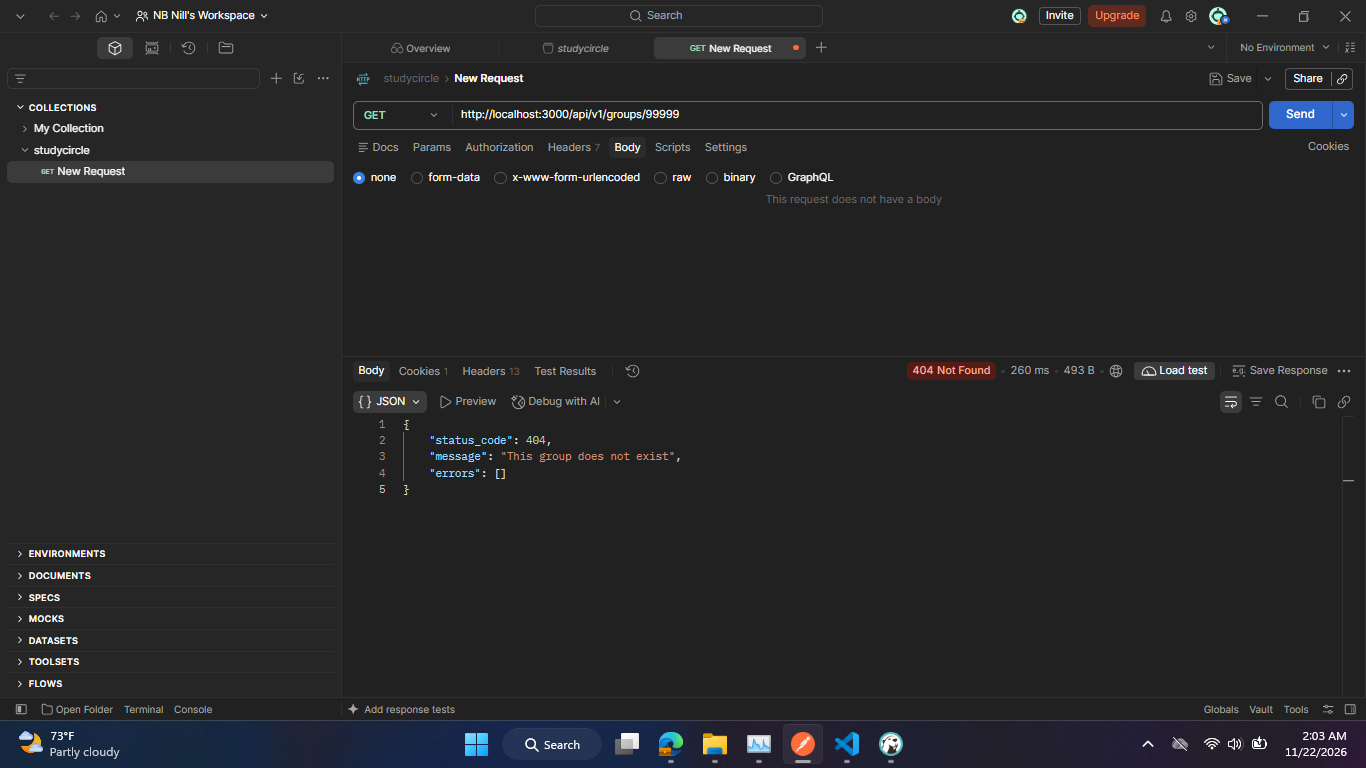 NB Nill's Workspace
Search
Invite
Upgrade
Overview
studycircle
GET New Request
No Environment
HTTP
studycircle › New Request
Save
Share
COLLECTIONS
My Collection
studycircle
GET New Request
GET
http://localhost:3000/api/v1/groups/99999
Send
Docs
Params
Authorization
Headers 7
Body
Scripts
Settings
Cookies
none
form-data
x-www-form-urlencoded
raw
binary
GraphQL
This request does not have a body
Body
Cookies 1
Headers 13
Test Results
404 Not Found
260 ms
493 B
Load test
Save Response
{} JSON
Preview
Debug with AI
1 {
2 "status_code": 404,
3 "message": "This group does not exist",
4 "errors": []
5 }
ENVIRONMENTS
DOCUMENTS
SPECS
MOCKS
DATASETS
TOOLSETS
FLOWS
Open Folder
Terminal
Console
Add response tests
Globals
Vault
Tools
73°F
Partly cloudy
Search
2:03 AM
11/22/2026